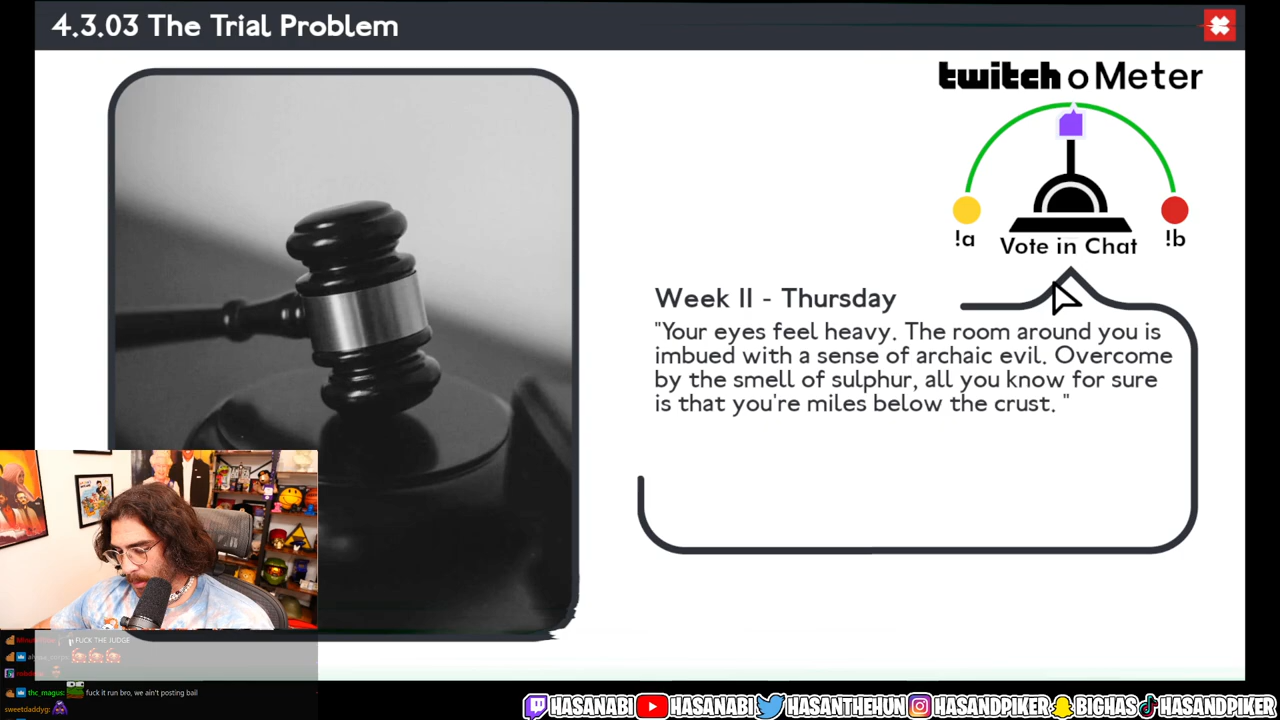 4.3.03 The Trial Problem
twitch o Meter
!a
Vote in Chat
!b
Week II - Thursday
"Your eyes feel heavy. The room around you is
imbued with a sense of archaic evil. Overcome
by the smell of sulphur, all you know for sure
is that you're miles below the crust. "
FUCK THE JUDGE
thc_magus: fuck it run bro, we ain't posting bail
sweetdaddyg:
HASANABI HASANABI HASANTHEHUN HASANDPIKER BIGHAS HASANDPIKER